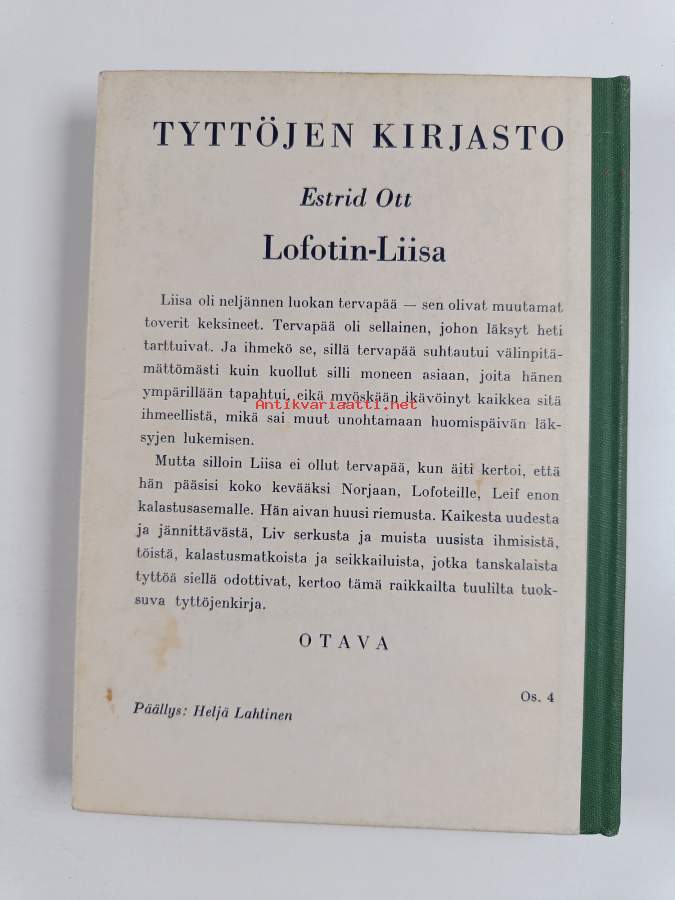 TYTTÖJEN KIRJASTO
Estrid Ott
Lofotin-Liisa
Liisa oli neljännen luokan tervapää — sen olivat muutamat
toverit keksineet. Tervapää oli sellainen, johon läksyt heti
tarttuivat. Ja ihmekö se, sillä tervapää suhtautui välinpitä-
mättömästi kuin kuollut silli moneen asiaan, joita hänen
ympärillään tapahtui, eikä myöskään ikävöinyt kaikkea sitä
Antikvariaatti.net
ihmeellistä, mikä sai muut unohtamaan huomispäivän läk-
syjen lukemisen.
Mutta silloin Liisa ei ollut tervapää, kun äiti kertoi, että
hän pääsisi koko kevääksi Norjaan, Lofoteille, Leif enon
kalastusasemalle. Hän aivan huusi riemusta. Kaikesta uudesta
ja jännittävästä, Liv serkusta ja muista uusista ihmisistä,
töistä, kalastusmatkoista ja seikkailuista, jotka tanskalaista
tyttöä siellä odottivat, kertoo tämä raikkailta tuulilta tuok-
suva tyttöjenkirja.
OTAVA
Os. 4
Päällys: Heljä Lahtinen